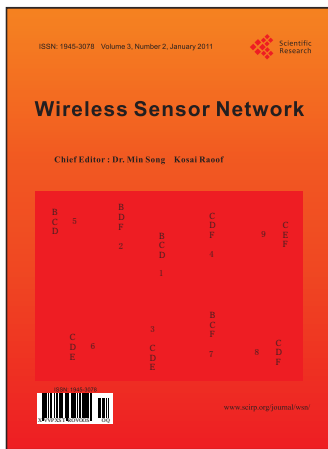 ISSN: 1945-3078 Volume 3, Number 2, January 2011
Scientific
Research
Wireless Sensor Network
Chief Editor : Dr. Min Song Kosai Raoof
B
C
D
5
B
D
F
2
B
C
D
1
C
D
F
4
9
C
E
F
C
D
E
6
3
C
D
E
B
C
F
7
8
C
D
F
ISSN: 1945-3078
www.scirp.org/journal/wsn/